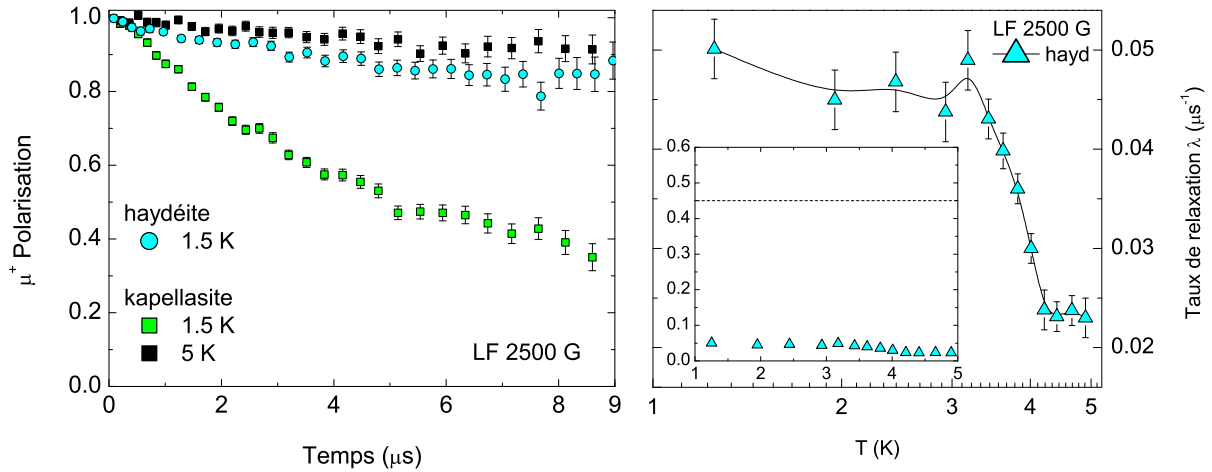 1.0
0.8
0.6
0.4
0.2
0.0
μ⁺ Polarisation
haydéite
1.5 K
kapellasite
1.5 K
5 K
LF 2500 G
0 2 4 6 8 9
Temps (μs)
LF 2500 G
hayd
0.05
0.04
0.03
0.02
Taux de relaxation λ (μs⁻¹)
0.6
0.5
0.4
0.3
0.2
0.1
0.0
1 2 3 4 5
1 2 3 4 5
T (K)